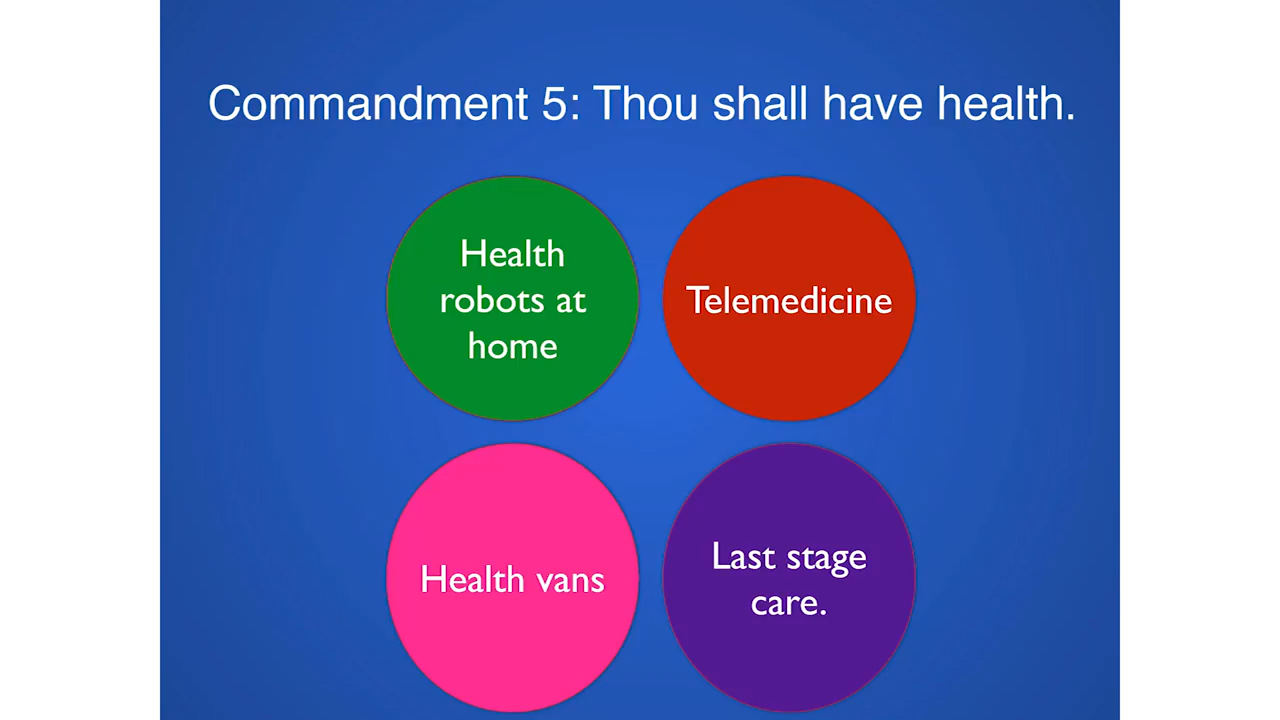 Commandment 5: Thou shall have health.
Health
robots at
home
Telemedicine
Health vans
Last stage
care.